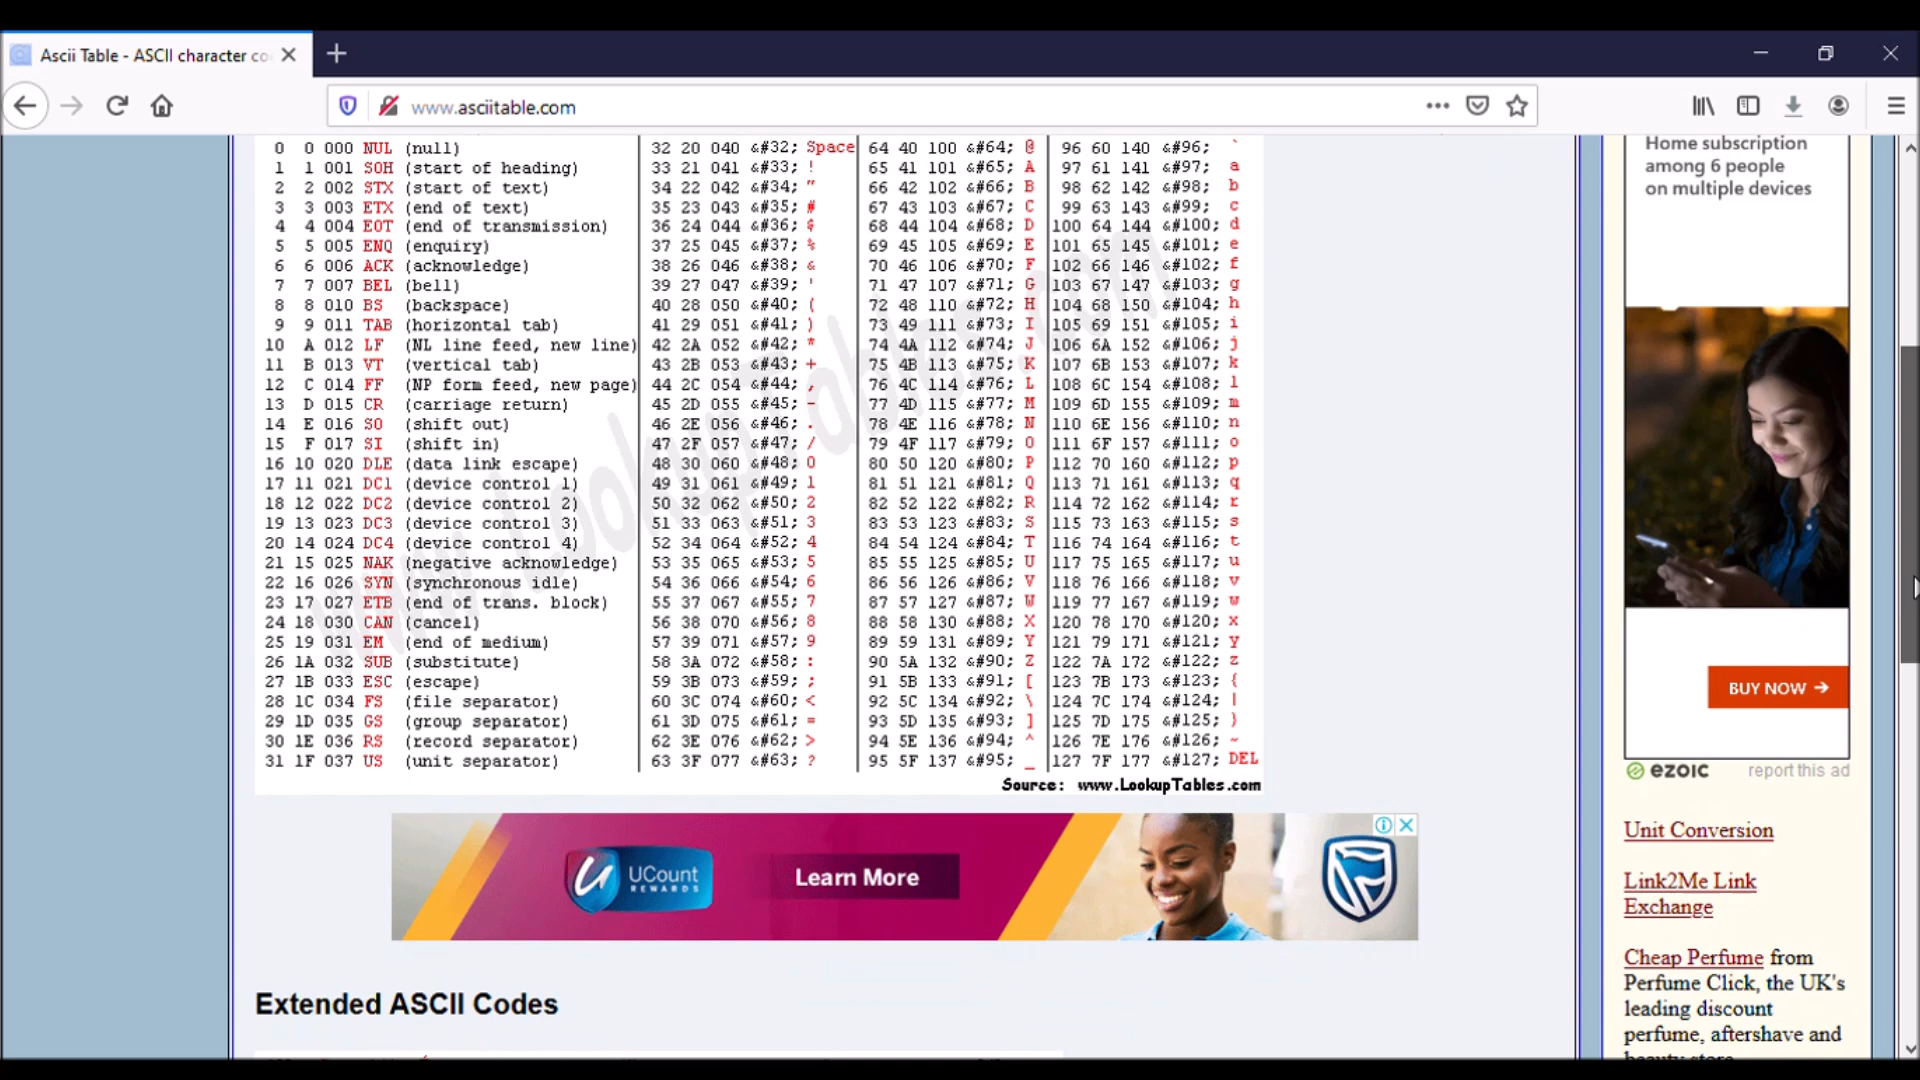 Ascii Table - ASCII character co
www.asciitable.com
0 0 000 NUL (null) 32 20 040 &#32; Space 64 40 100 &#64; @ 96 60 140 &#96; `
1 1 001 SOH (start of heading) 33 21 041 &#33; ! 65 41 101 &#65; A 97 61 141 &#97; a
2 2 002 STX (start of text) 34 22 042 &#34; " 66 42 102 &#66; B 98 62 142 &#98; b
3 3 003 ETX (end of text) 35 23 043 &#35; # 67 43 103 &#67; C 99 63 143 &#99; c
4 4 004 EOT (end of transmission) 36 24 044 &#36; $ 68 44 104 &#68; D 100 64 144 &#100; d
5 5 005 ENQ (enquiry) 37 25 045 &#37; % 69 45 105 &#69; E 101 65 145 &#101; e
6 6 006 ACK (acknowledge) 38 26 046 &#38; & 70 46 106 &#70; F 102 66 146 &#102; f
7 7 007 BEL (bell) 39 27 047 &#39; ' 71 47 107 &#71; G 103 67 147 &#103; g
8 8 010 BS (backspace) 40 28 050 &#40; ( 72 48 110 &#72; H 104 68 150 &#104; h
9 9 011 TAB (horizontal tab) 41 29 051 &#41; ) 73 49 111 &#73; I 105 69 151 &#105; i
10 A 012 LF (NL line feed, new line) 42 2A 052 &#42; * 74 4A 112 &#74; J 106 6A 152 &#106; j
11 B 013 VT (vertical tab) 43 2B 053 &#43; + 75 4B 113 &#75; K 107 6B 153 &#107; k
12 C 014 FF (NP form feed, new page) 44 2C 054 &#44; , 76 4C 114 &#76; L 108 6C 154 &#108; l
13 D 015 CR (carriage return) 45 2D 055 &#45; - 77 4D 115 &#77; M 109 6D 155 &#109; m
14 E 016 SO (shift out) 46 2E 056 &#46; . 78 4E 116 &#78; N 110 6E 156 &#110; n
15 F 017 SI (shift in) 47 2F 057 &#47; / 79 4F 117 &#79; O 111 6F 157 &#111; o
16 10 020 DLE (data link escape) 48 30 060 &#48; 0 80 50 120 &#80; P 112 70 160 &#112; p
17 11 021 DC1 (device control 1) 49 31 061 &#49; 1 81 51 121 &#81; Q 113 71 161 &#113; q
18 12 022 DC2 (device control 2) 50 32 062 &#50; 2 82 52 122 &#82; R 114 72 162 &#114; r
19 13 023 DC3 (device control 3) 51 33 063 &#51; 3 83 53 123 &#83; S 115 73 163 &#115; s
20 14 024 DC4 (device control 4) 52 34 064 &#52; 4 84 54 124 &#84; T 116 74 164 &#116; t
21 15 025 NAK (negative acknowledge) 53 35 065 &#53; 5 85 55 125 &#85; U 117 75 165 &#117; u
22 16 026 SYN (synchronous idle) 54 36 066 &#54; 6 86 56 126 &#86; V 118 76 166 &#118; v
23 17 027 ETB (end of trans. block) 55 37 067 &#55; 7 87 57 127 &#87; W 119 77 167 &#119; w
24 18 030 CAN (cancel) 56 38 070 &#56; 8 88 58 130 &#88; X 120 78 170 &#120; x
25 19 031 EM (end of medium) 57 39 071 &#57; 9 89 59 131 &#89; Y 121 79 171 &#121; y
26 1A 032 SUB (substitute) 58 3A 072 &#58; : 90 5A 132 &#90; Z 122 7A 172 &#122; z
27 1B 033 ESC (escape) 59 3B 073 &#59; ; 91 5B 133 &#91; [ 123 7B 173 &#123; {
28 1C 034 FS (file separator) 60 3C 074 &#60; < 92 5C 134 &#92; \ 124 7C 174 &#124; |
29 1D 035 GS (group separator) 61 3D 075 &#61; = 93 5D 135 &#93; ] 125 7D 175 &#125; }
30 1E 036 RS (record separator) 62 3E 076 &#62; > 94 5E 136 &#94; ^ 126 7E 176 &#126; ~
31 1F 037 US (unit separator) 63 3F 077 &#63; ? 95 5F 137 &#95; _ 127 7F 177 &#127; DEL
www.LookupTables.com
Source: www.LookupTables.com
UCount
REWARDS
Learn More
Extended ASCII Codes
Home subscription
among 6 people
on multiple devices
BUY NOW →
ezoic report this ad
Unit Conversion
Link2Me Link
Exchange
Cheap Perfume from
Perfume Click, the UK's
leading discount
perfume, aftershave and
beauty store